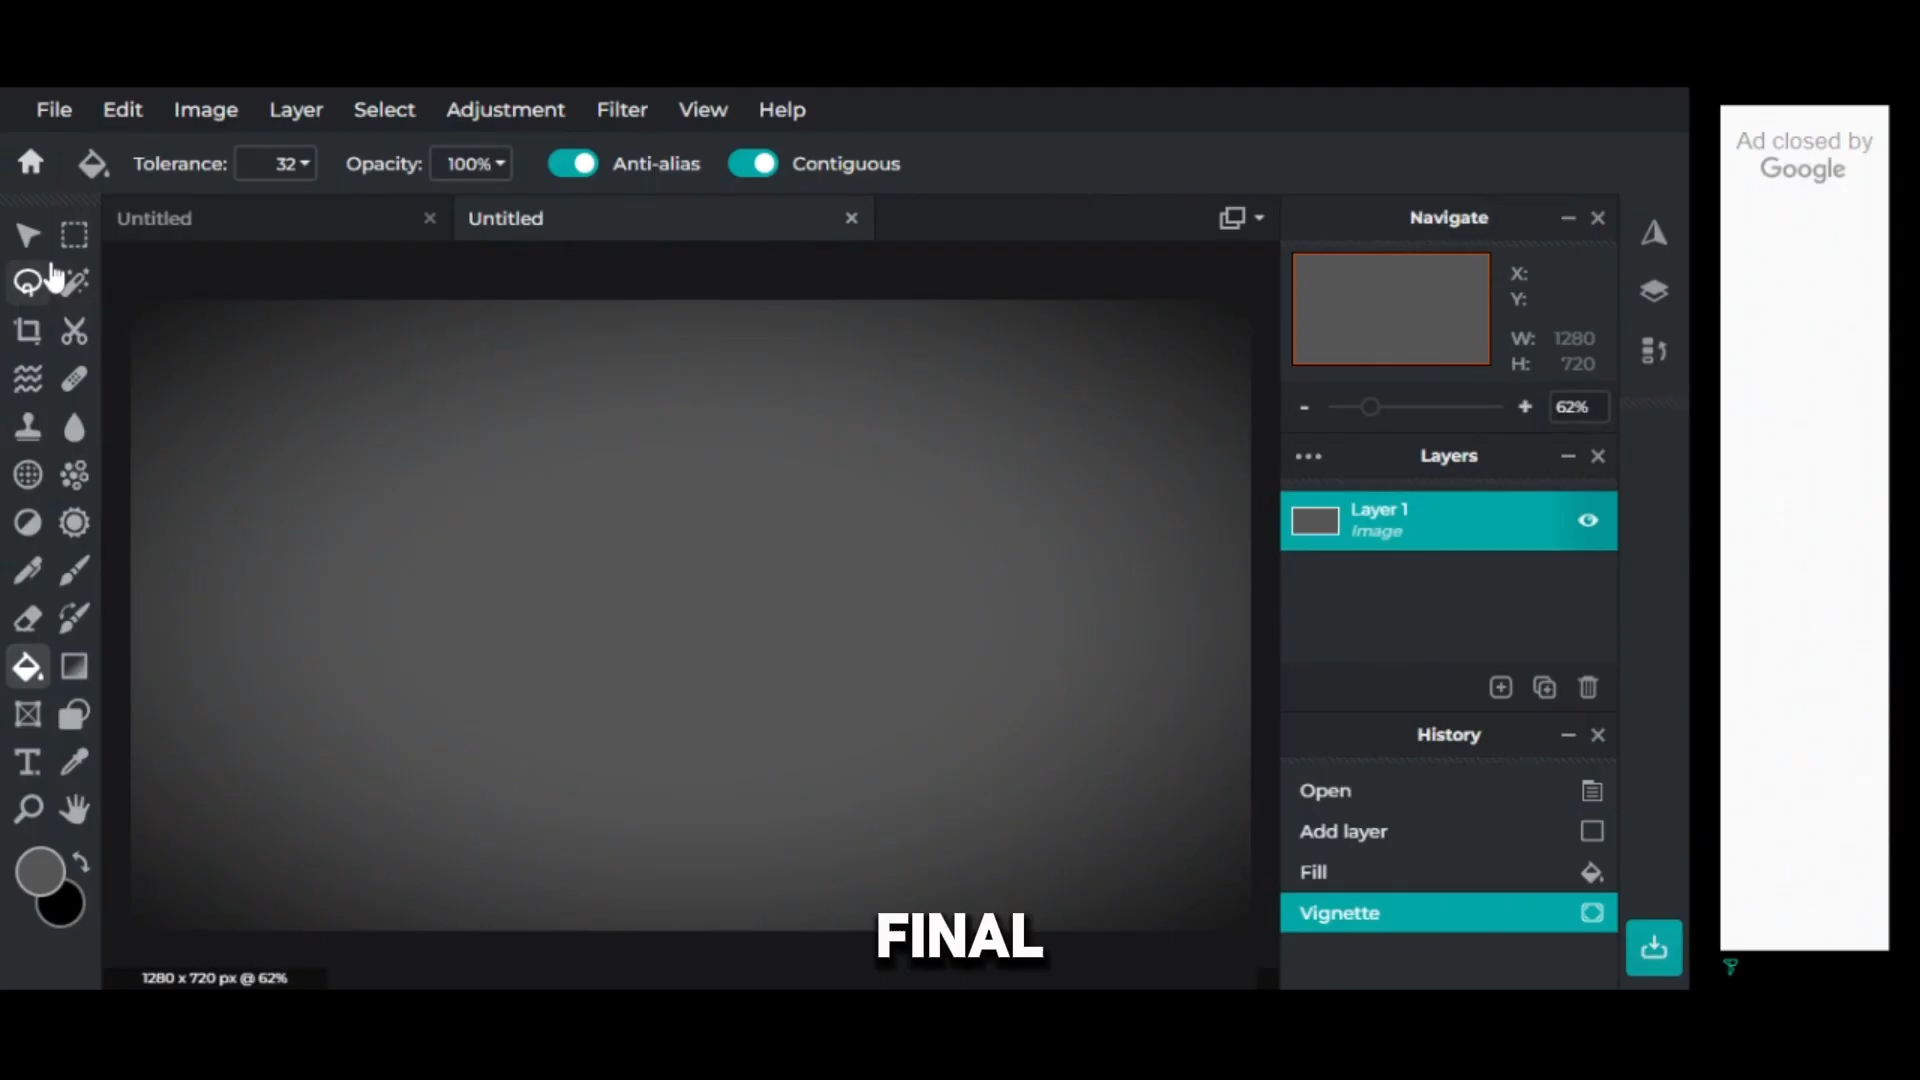 File Edit Image Layer Select Adjustment Filter View Help
Tolerance: 32 Opacity: 100% Anti-alias Contiguous
Untitled
Untitled
Navigate
X:
Y:
W: 1280
H: 720
62%
Layers
Layer 1
Image
History
Open
Add layer
Fill
Vignette
FINAL
1280 x 720 px @ 62%
Ad closed by
Google